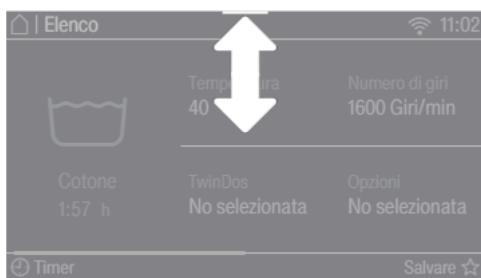 | Elenco 11:02
Temperatura Numero di giri
40 1600 Giri/min
Cotone TwinDos Opzioni
1:57 h No selezionata No selezionata
Timer Salvare